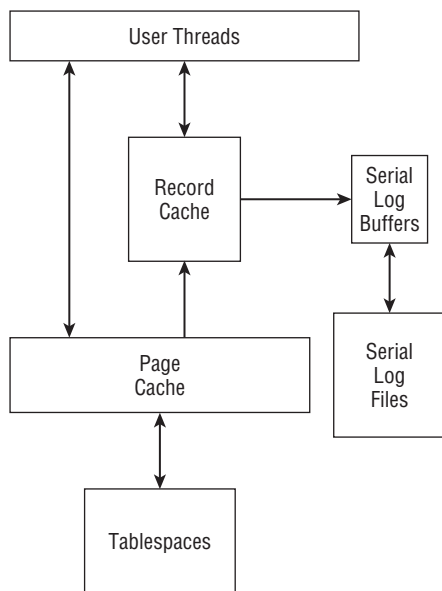 User Threads
Record
Cache
Serial
Log
Buffers
Page
Cache
Serial
Log
Files
Tablespaces